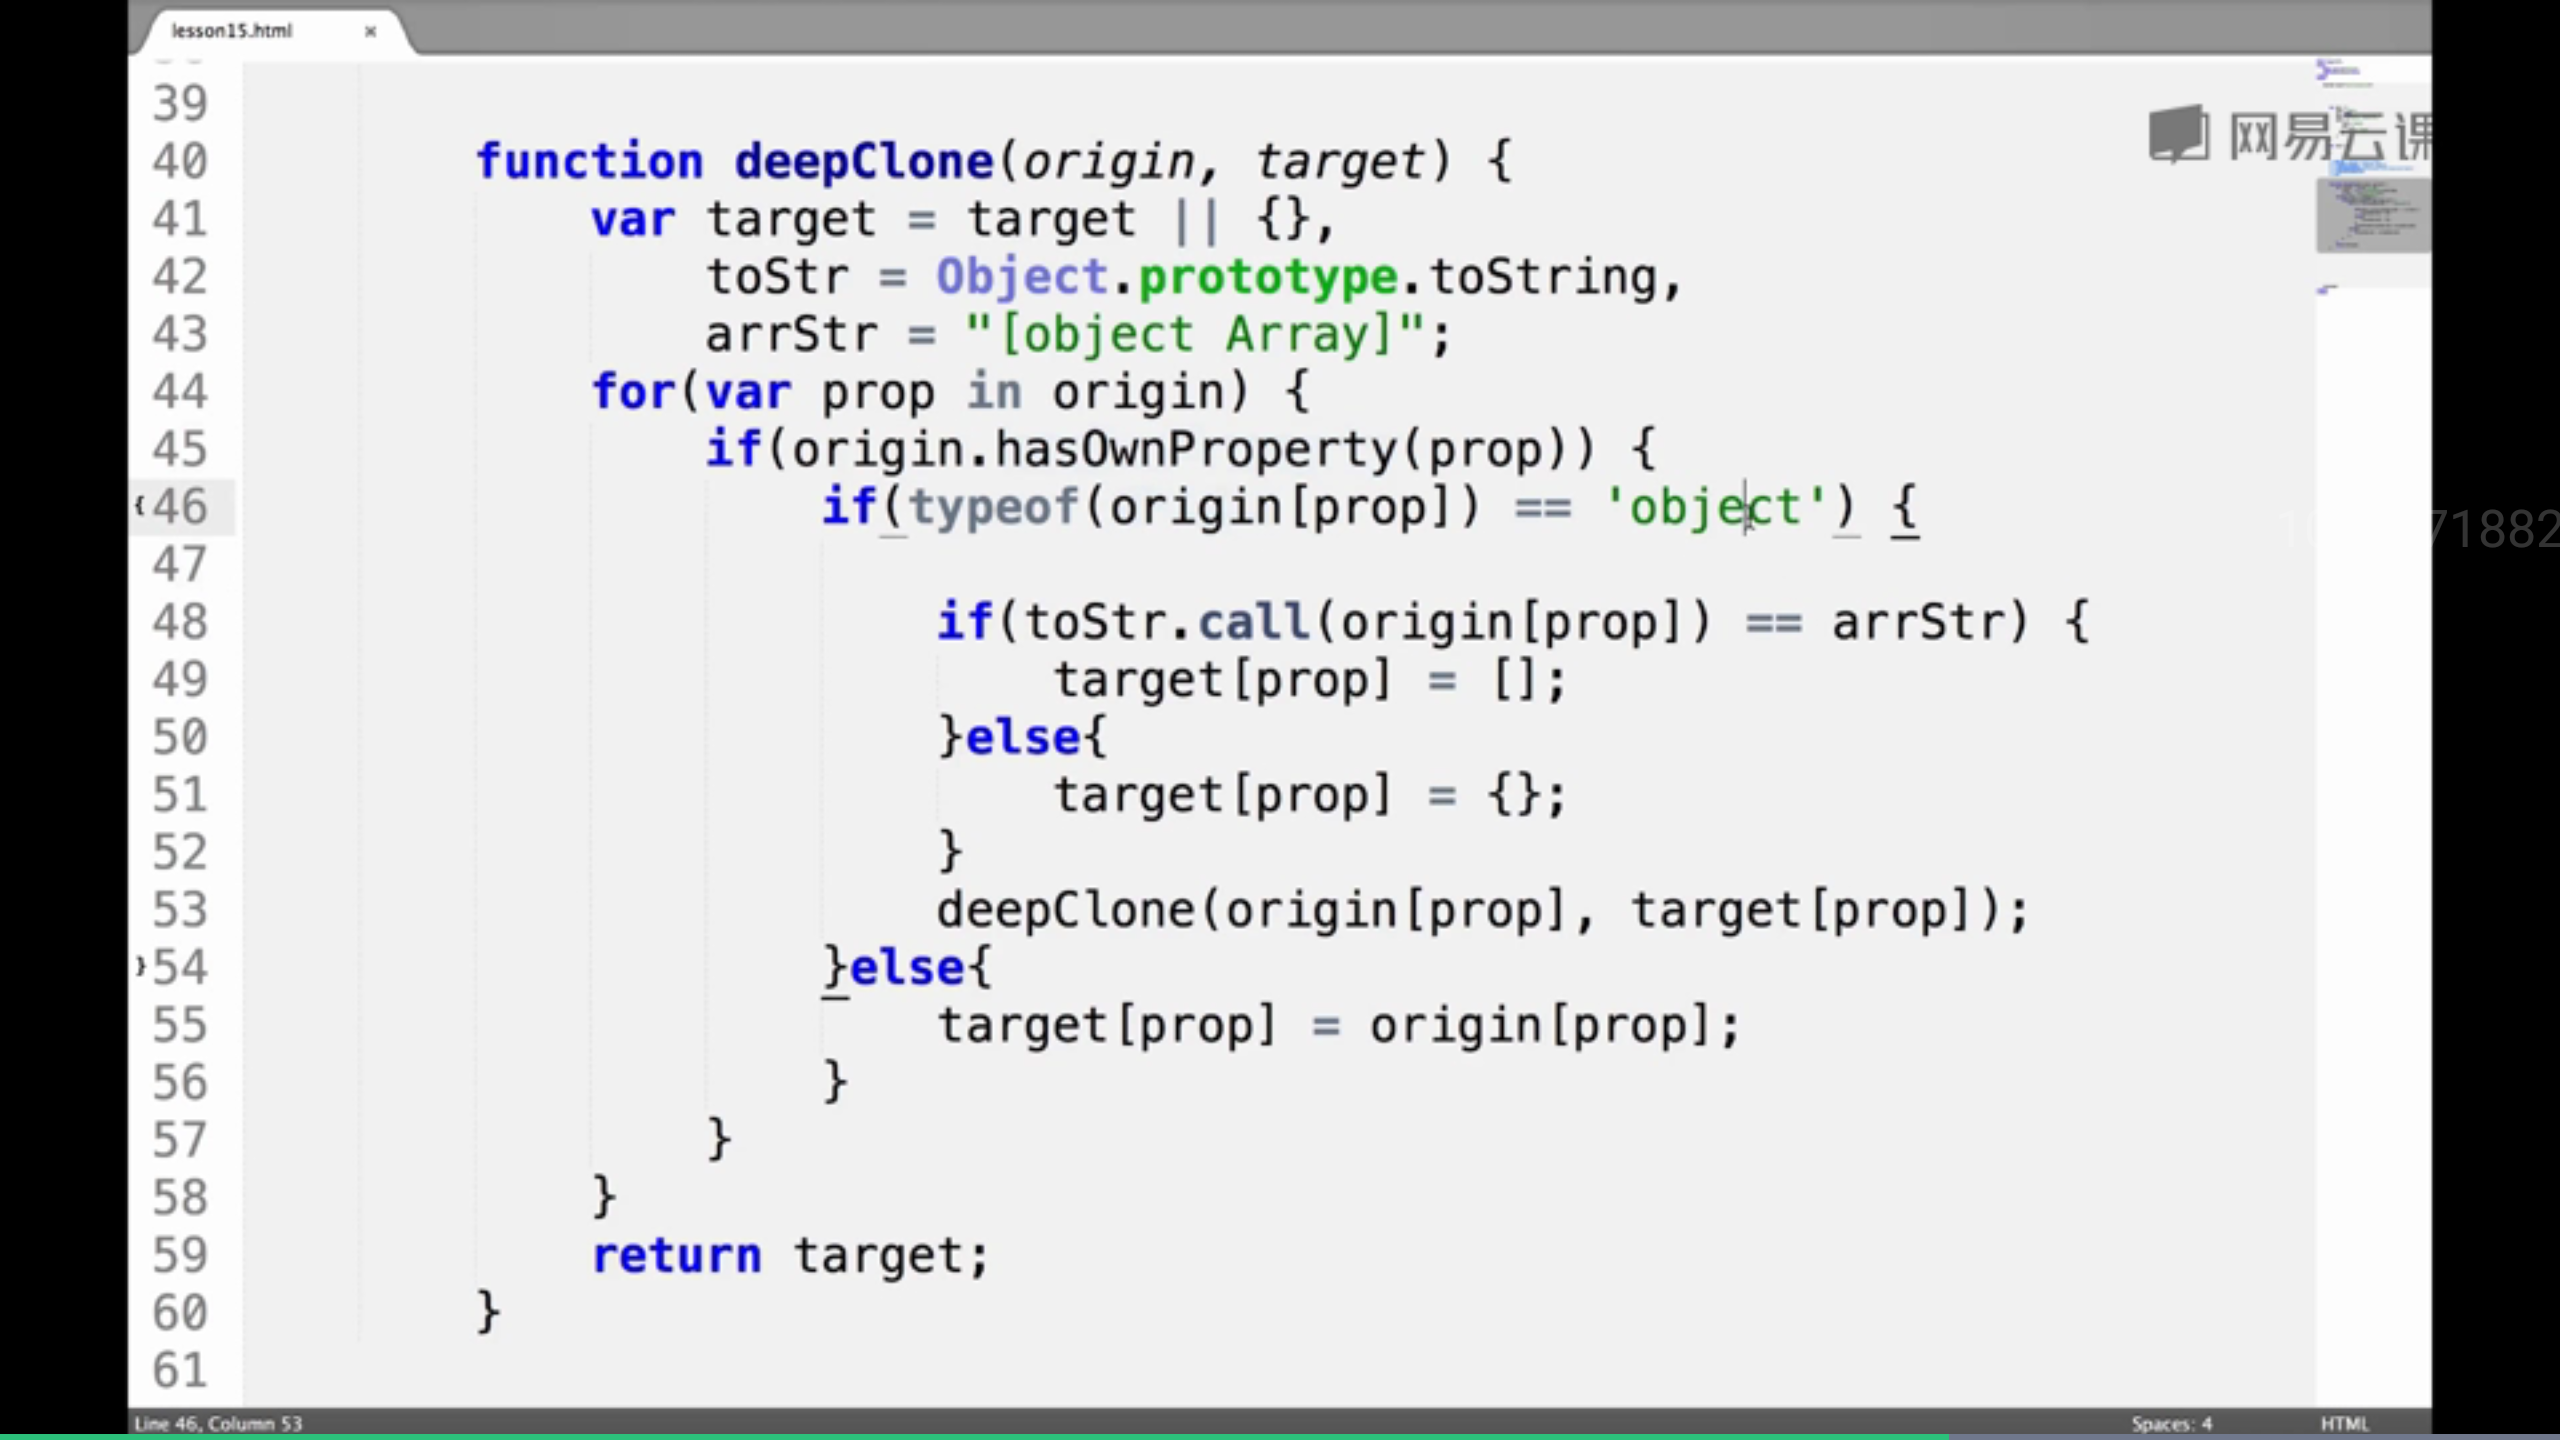 lesson15.html ×
39
网易云课
40 function deepClone(origin, target) {
41 var target = target || {},
42 toStr = Object.prototype.toString,
43 arrStr = "[object Array]";
44 for(var prop in origin) {
45 if(origin.hasOwnProperty(prop)) {
{46 if(typeof(origin[prop]) == 'object') {
71882
47
48 if(toStr.call(origin[prop]) == arrStr) {
49 target[prop] = [];
50 }else{
51 target[prop] = {};
52 }
53 deepClone(origin[prop], target[prop]);
}54 }else{
55 target[prop] = origin[prop];
56 }
57 }
58 }
59 return target;
60 }
61
Line 46, Column 53 Spaces: 4 HTML